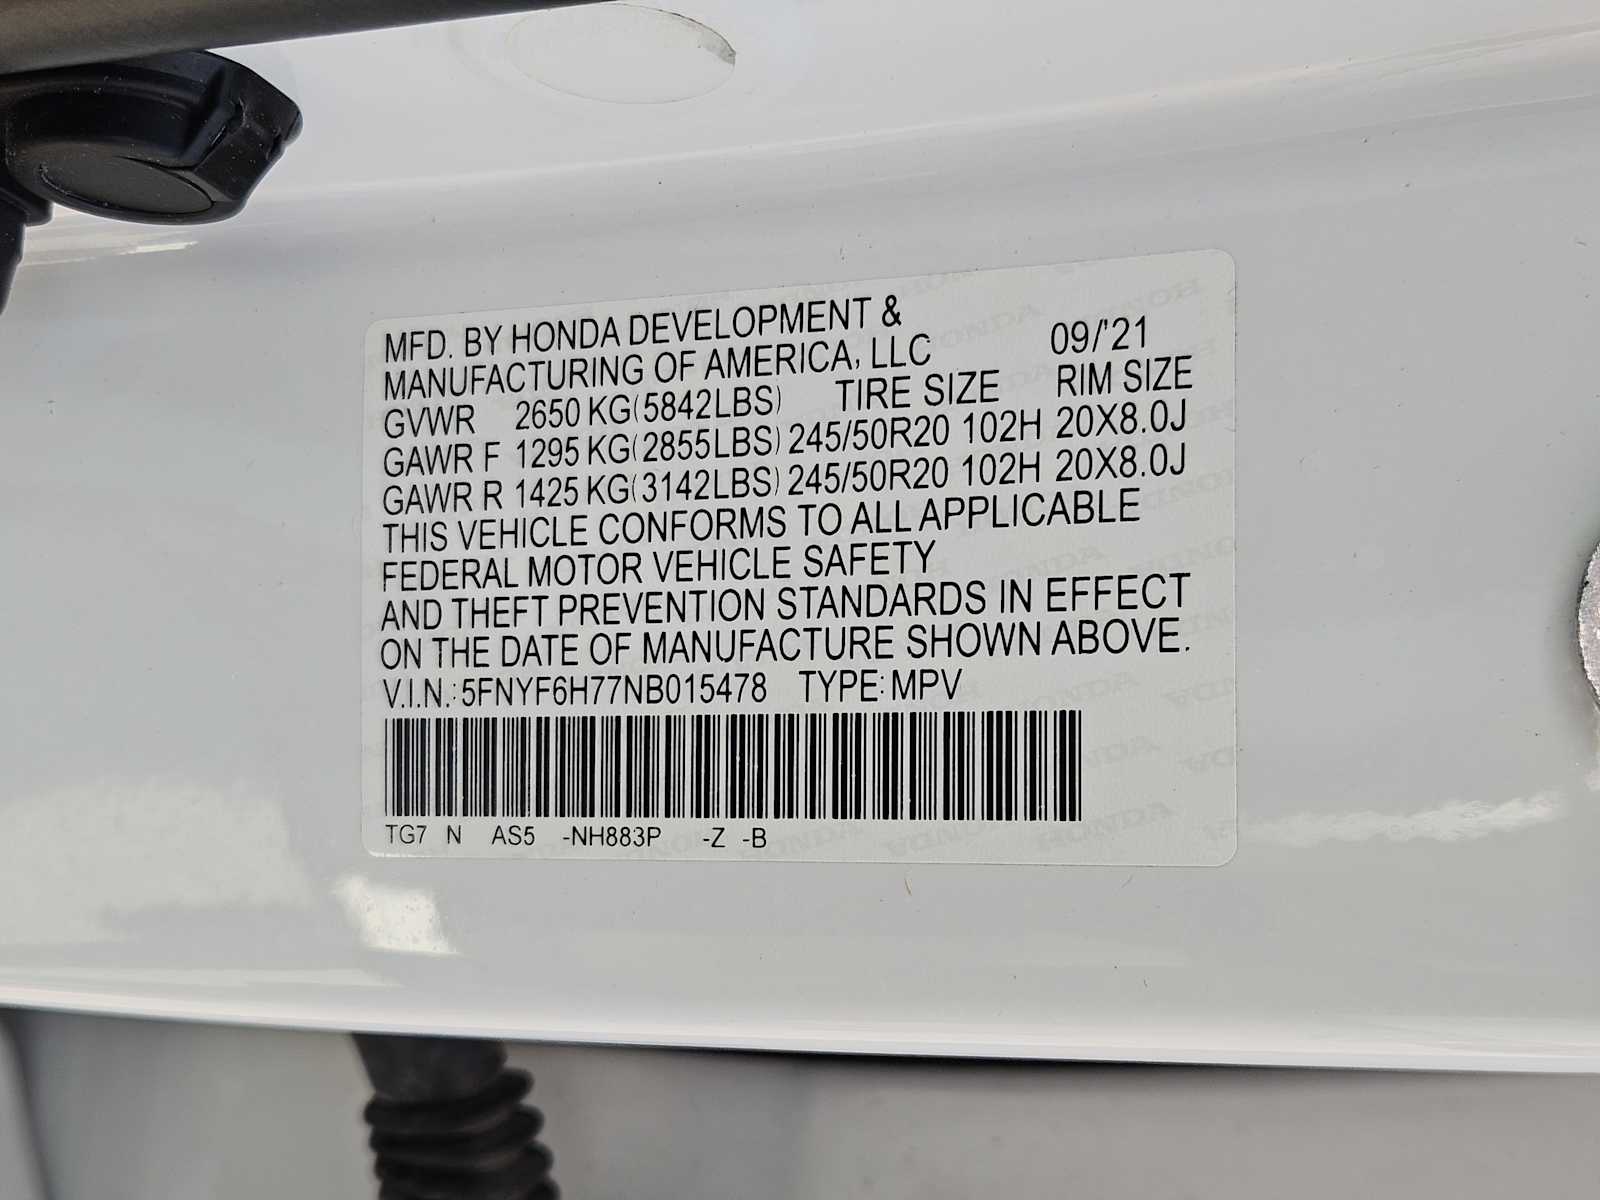 MFD. BY HONDA DEVELOPMENT &
MANUFACTURING OF AMERICA, LLC 09/'21
GVWR 2650 KG(5842LBS) TIRE SIZE RIM SIZE
GAWR F 1295 KG(2855LBS) 245/50R20 102H 20X8.0J
GAWR R 1425 KG(3142LBS) 245/50R20 102H 20X8.0J
THIS VEHICLE CONFORMS TO ALL APPLICABLE
FEDERAL MOTOR VEHICLE SAFETY
AND THEFT PREVENTION STANDARDS IN EFFECT
ON THE DATE OF MANUFACTURE SHOWN ABOVE.
V.I.N.: 5FNYF6H77NB015478 TYPE: MPV
TG7 N AS5 -NH883P -Z -B